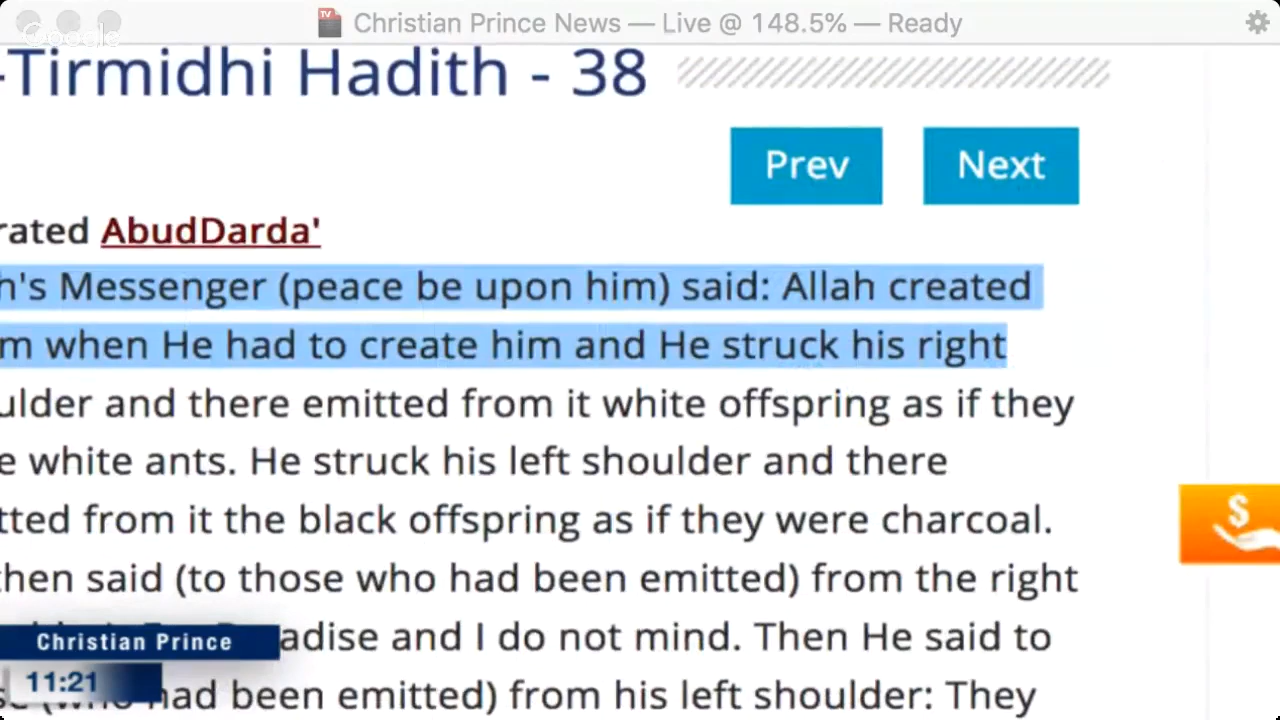 Christian Prince News — Live @ 148.5% — Ready
Google
-Tirmidhi Hadith - 38
Prev Next
rated AbudDarda'
h's Messenger (peace be upon him) said: Allah created
m when He had to create him and He struck his right
ulder and there emitted from it white offspring as if they
e white ants. He struck his left shoulder and there
tted from it the black offspring as if they were charcoal.
hen said (to those who had been emitted) from the right
adise and I do not mind. Then He said to
Christian Prince
11:21
had been emitted) from his left shoulder: They
$
TV